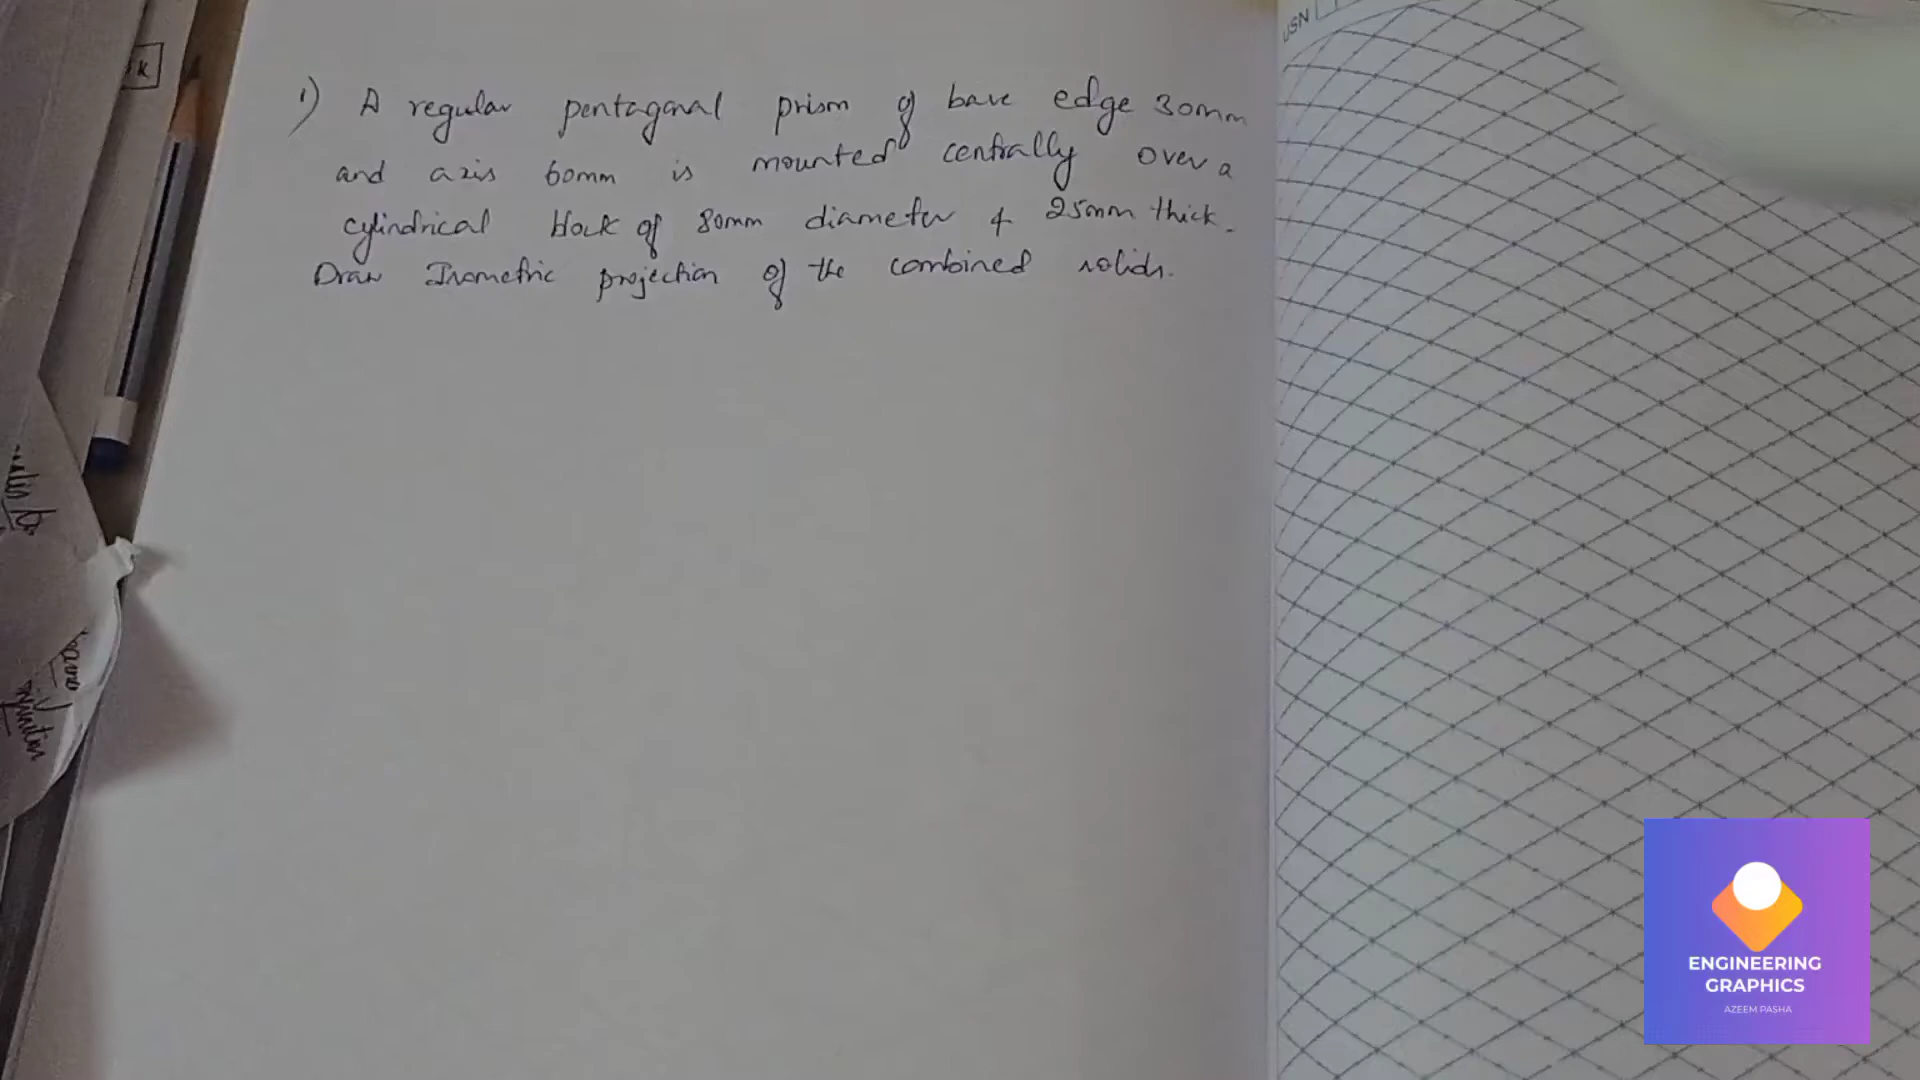 USN
K
1) A regular pentagonal prism of base edge 30mm
and axis 60mm is mounted centrally over a
cylindrical block of 80mm diameter & 25mm thick.
Draw Isometric projection of the combined solids.
ENGINEERING
GRAPHICS
AZEEM PASHA